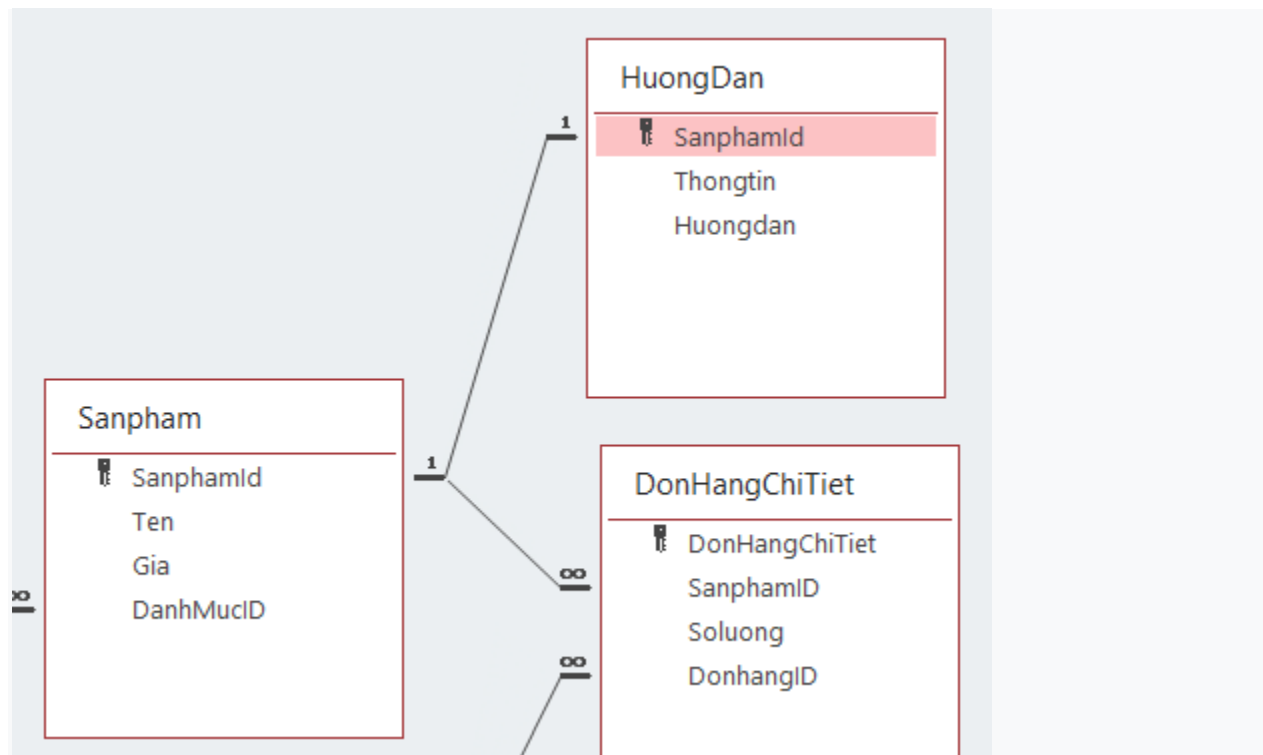 HuongDan
1
SanphamId
Thongtin
Huongdan
Sanpham
1
SanphamId
Ten
Gia
DanhMucID
∞
DonHangChiTiet
DonHangChiTiet
∞
SanphamID
Soluong
∞
DonhangID